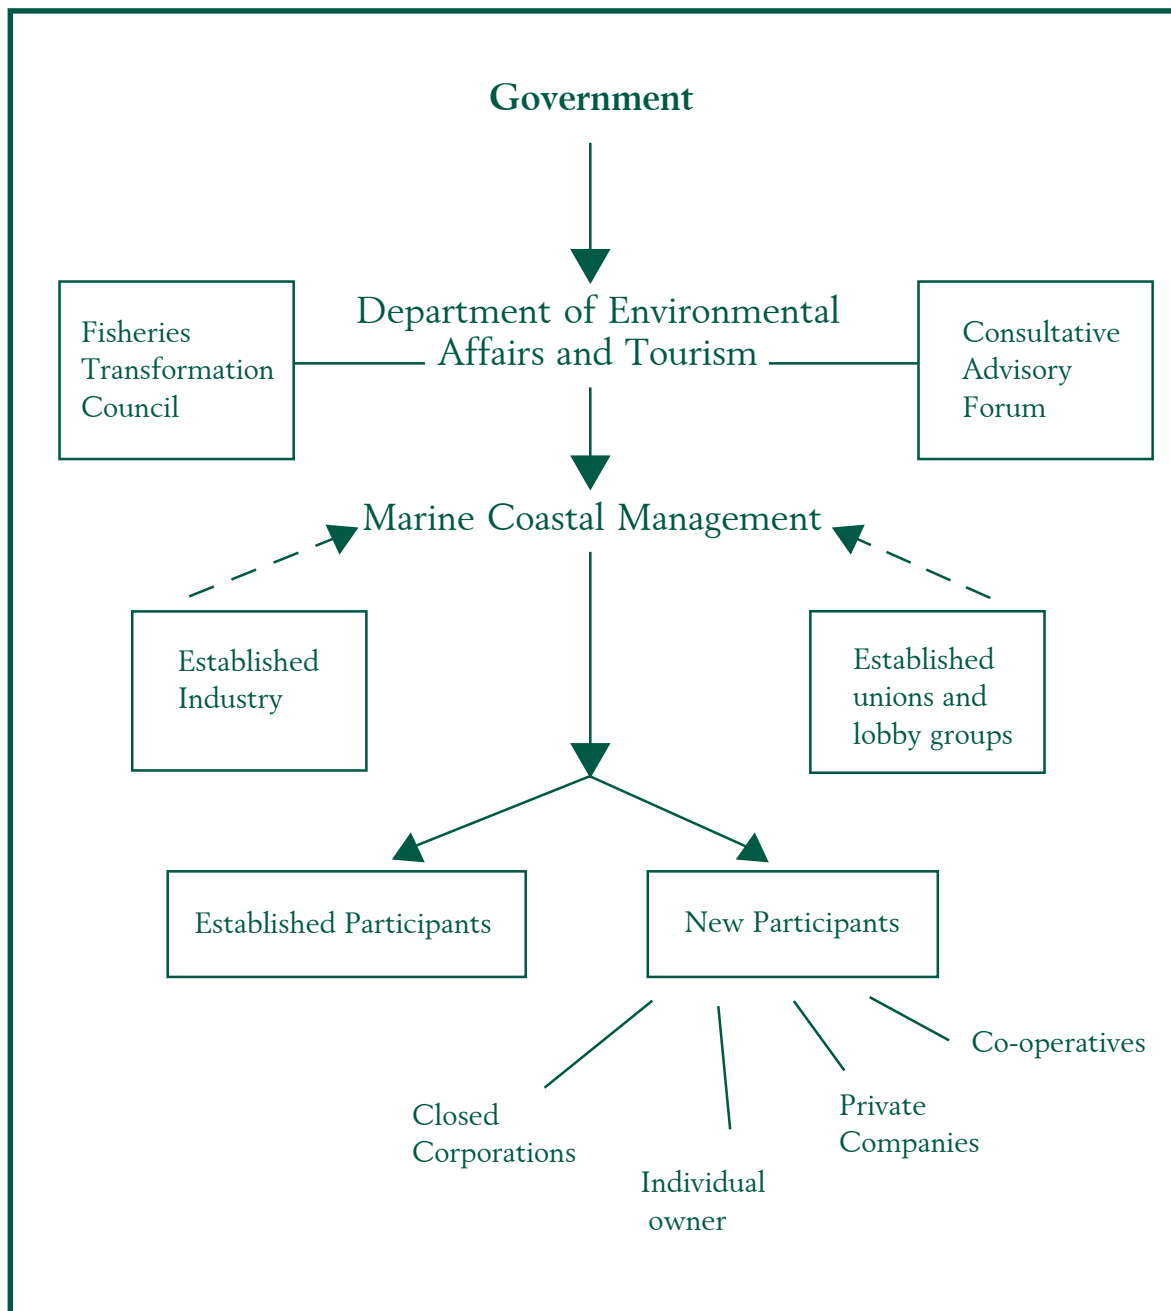 Government
Department of Environmental
Affairs and Tourism
Fisheries
Transformation
Council
Consultative
Advisory
Forum
Marine Coastal Management
Established
Industry
Established
unions and
lobby groups
Established Participants
New Participants
Closed
Corporations
Individual
owner
Private
Companies
Co-operatives